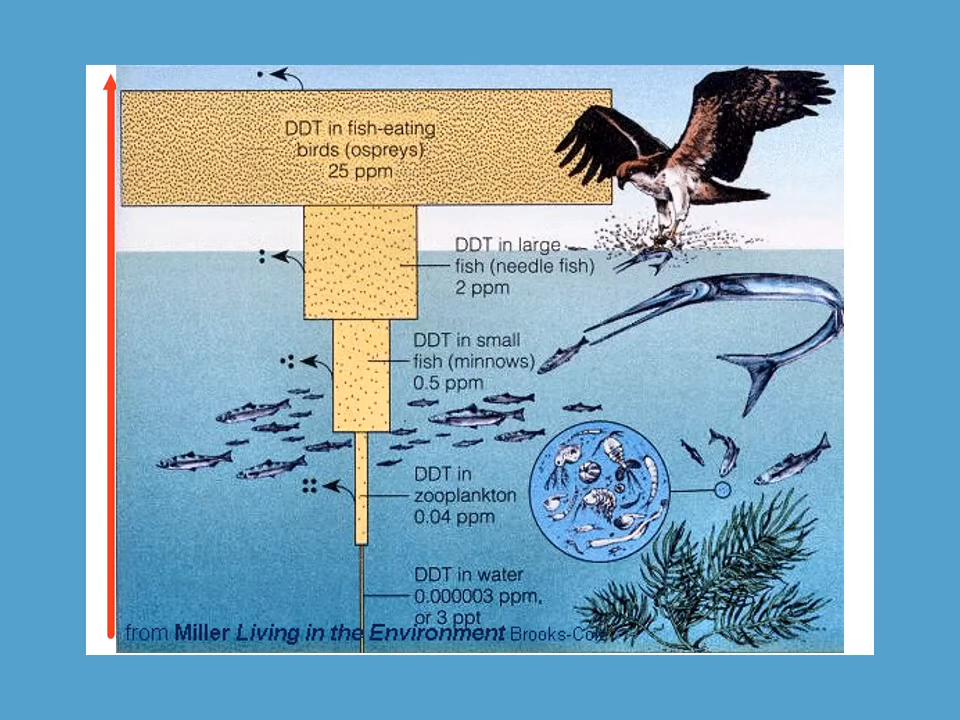 DDT in fish-eating
birds (ospreys)
25 ppm
DDT in large
fish (needle fish)
2 ppm
DDT in small
fish (minnows)
0.5 ppm
DDT in
zooplankton
0.04 ppm
DDT in water
0.000003 ppm,
or 3 ppt
from Miller Living in the Environment